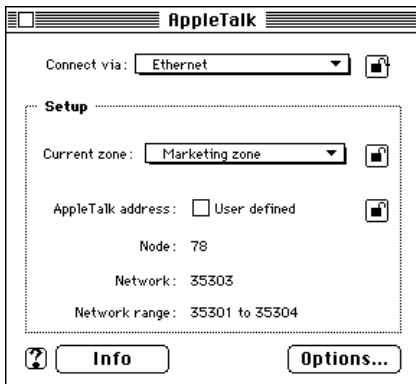 AppleTalk
Connect via: Ethernet
Setup
Current zone: Marketing zone
AppleTalk address: User defined
Node: 78
Network: 35303
Network range: 35301 to 35304
? Info Options...